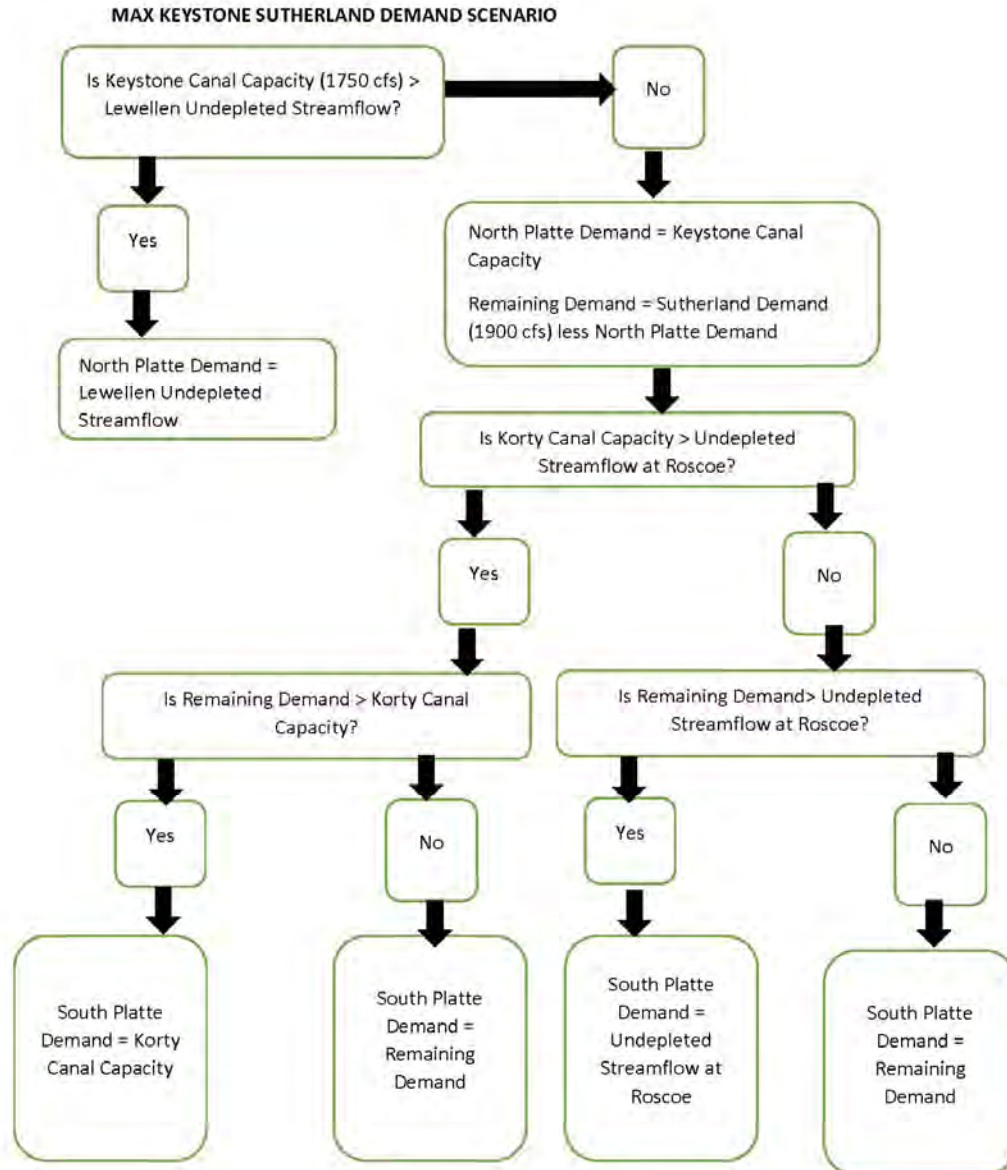 MAX KEYSTONE SUTHERLAND DEMAND SCENARIO
Is Keystone Canal Capacity (1750 cfs) >
Lewellen Undepleted Streamflow?
No
Yes
North Platte Demand = Keystone Canal
Capacity
Remaining Demand = Sutherland Demand
(1900 cfs) less North Platte Demand
North Platte Demand =
Lewellen Undepleted
Streamflow
Is Korty Canal Capacity > Undepleted
Streamflow at Roscoe?
Yes
No
Is Remaining Demand > Korty Canal
Capacity?
Is Remaining Demand> Undepleted
Streamflow at Roscoe?
Yes
No
Yes
No
South Platte
Demand = Korty
Canal Capacity
South Platte
Demand =
Remaining
Demand
South Platte
Demand =
Undepleted
Streamflow at
Roscoe
South Platte
Demand =
Remaining
Demand